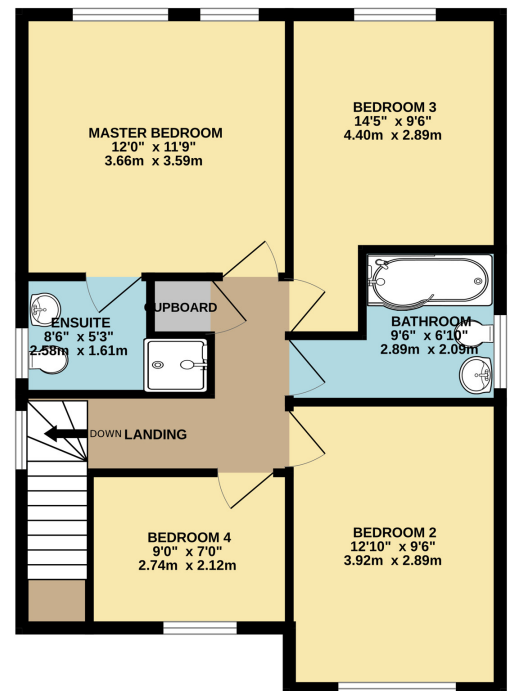 MASTER BEDROOM
12'0" x 11'9"
3.66m x 3.59m
BEDROOM 3
14'5" x 9'6"
4.40m x 2.89m
CUPBOARD
ENSUITE
8'6" x 5'3"
2.58m x 1.61m
BATHROOM
9'6" x 6'10"
2.89m x 2.09m
DOWN LANDING
BEDROOM 4
9'0" x 7'0"
2.74m x 2.12m
BEDROOM 2
12'10" x 9'6"
3.92m x 2.89m